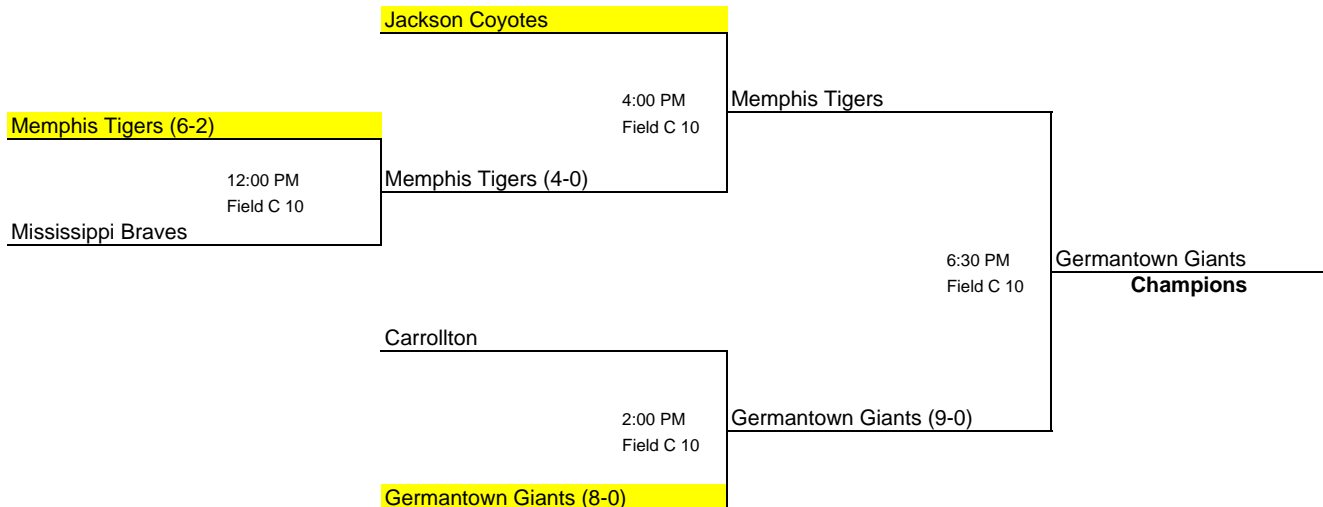 Jackson Coyotes
4:00 PM
Memphis Tigers
Field C 10
Memphis Tigers (6-2)
12:00 PM
Memphis Tigers (4-0)
Field C 10
Mississippi Braves
6:30 PM
Germantown Giants
Field C 10
Champions
Carrollton
2:00 PM
Germantown Giants (9-0)
Field C 10
Germantown Giants (8-0)